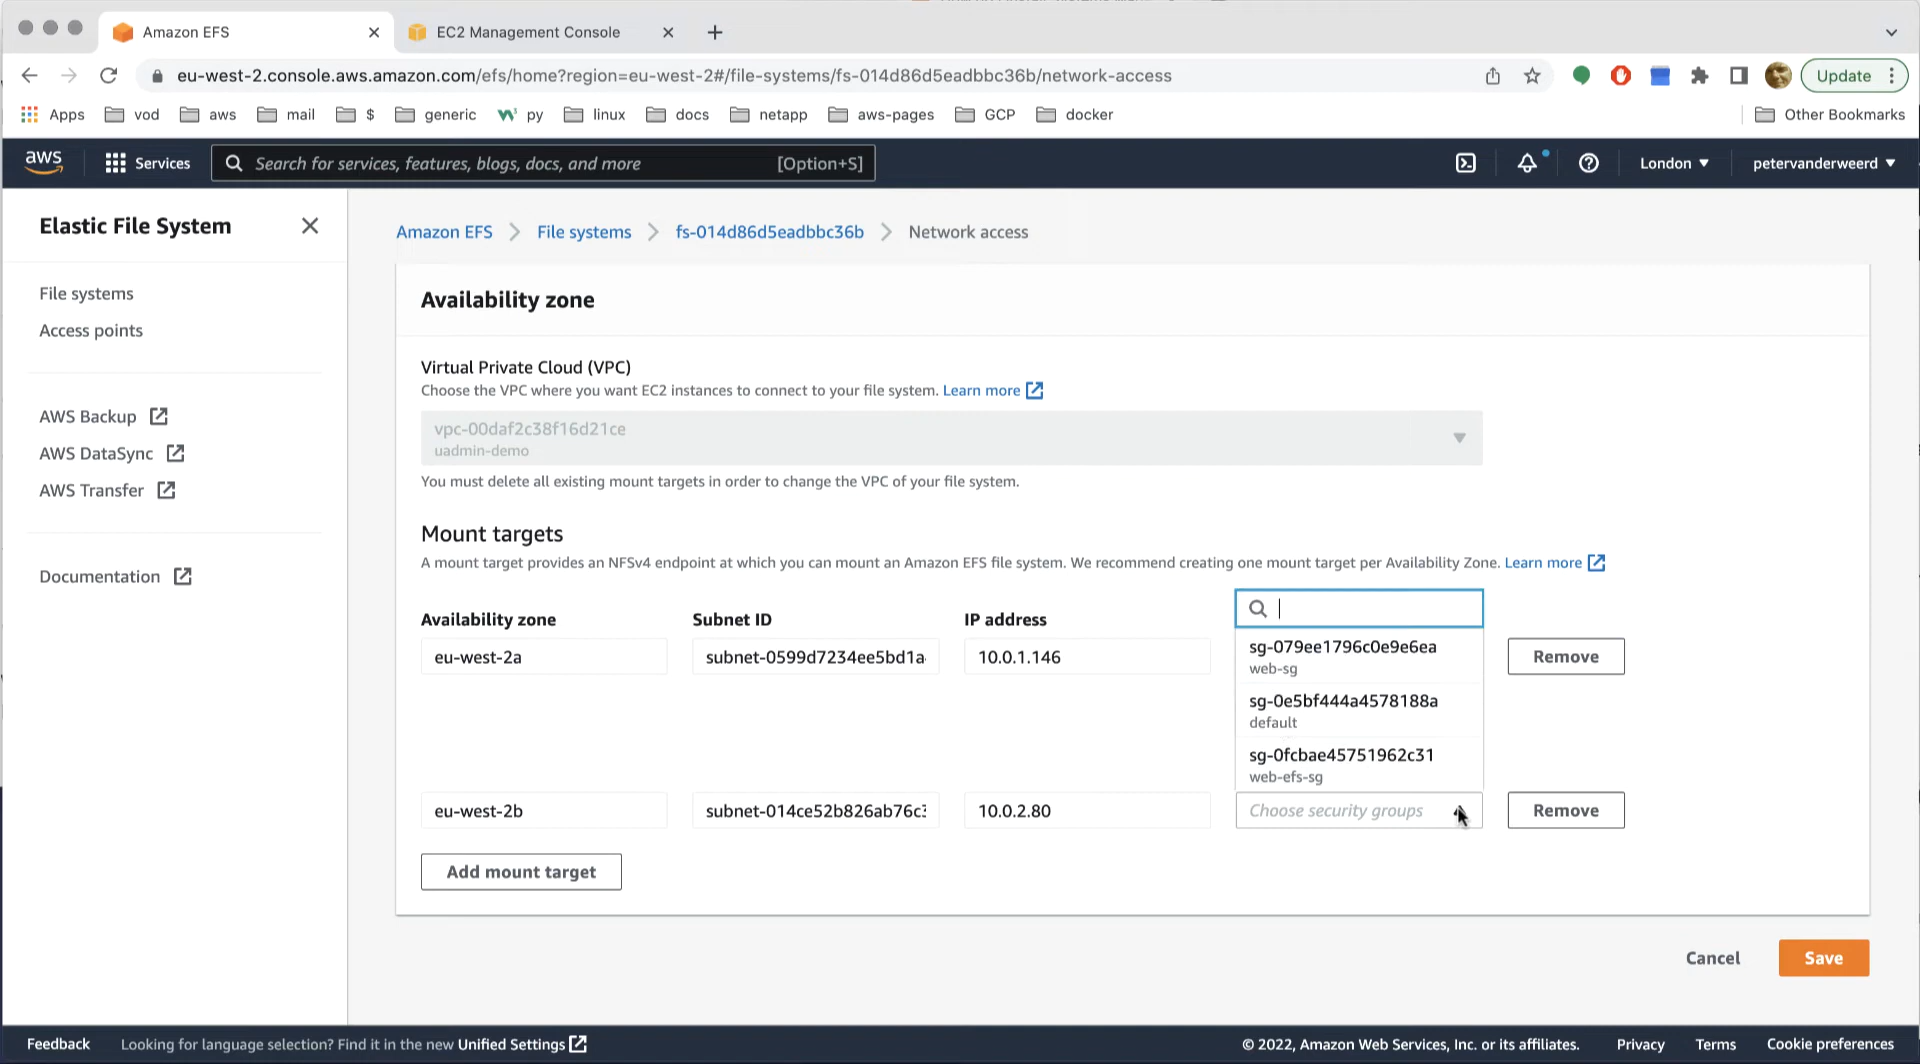 Amazon EFS
EC2 Management Console
eu-west-2.console.aws.amazon.com/efs/home?region=eu-west-2#/file-systems/fs-014d86d5eadbbc36b/network-access
Update
Apps vod aws mail $ generic py linux docs netapp aws-pages GCP docker Other Bookmarks
aws Services Search for services, features, blogs, docs, and more [Option+S] London petervanderweerd
Elastic File System
File systems
Access points
AWS Backup
AWS DataSync
AWS Transfer
Documentation
Amazon EFS File systems fs-014d86d5eadbbc36b Network access
Availability zone
Virtual Private Cloud (VPC)
Choose the VPC where you want EC2 instances to connect to your file system. Learn more
vpc-00daf2c38f16d21ce
uadmin-demo
You must delete all existing mount targets in order to change the VPC of your file system.
Mount targets
A mount target provides an NFSv4 endpoint at which you can mount an Amazon EFS file system. We recommend creating one mount target per Availability Zone. Learn more
Availability zone Subnet ID IP address
eu-west-2a subnet-0599d7234ee5bd1a 10.0.1.146 Remove
sg-079ee1796c0e9e6ea
web-sg
sg-0e5bf444a4578188a
default
sg-0fcbae45751962c31
web-efs-sg
eu-west-2b subnet-014ce52b826ab76c3 10.0.2.80 Choose security groups Remove
Add mount target
Cancel Save
Feedback Looking for language selection? Find it in the new Unified Settings © 2022, Amazon Web Services, Inc. or its affiliates. Privacy Terms Cookie preferences